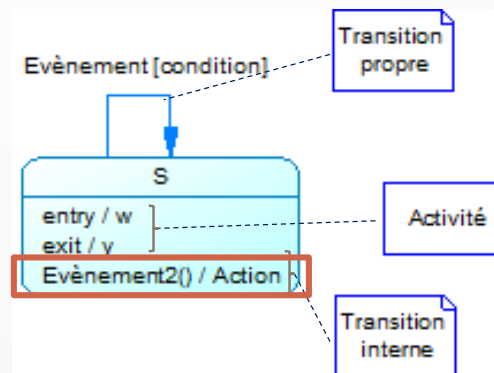 Transition
propre
Evènement [condition]
S
entry / w
exit / y
Evènement2() / Action
Activité
Transition
interne